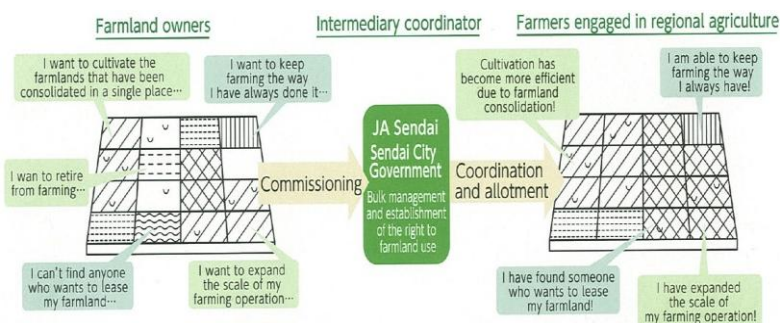 Farmland owners
Intermediary coordinator
Farmers engaged in regional agriculture
I want to cultivate the
farmlands that have been
consolidated in a single place…
I want to keep
farming the way
I have always done it…
I wan to retire
from farming…
I can't find anyone
who wants to lease
my farmland…
I want to expand
the scale of my
farming operation…
Commissioning
JA Sendai
Sendai City
Government
Bulk management
and establishment
of the right to
farmland use
Coordination
and allotment
Cultivation has
become more efficient
due to farmland
consolidation!
I am able to keep
farming the way
I always have!
I have found someone
who wants to lease
my farmland!
I have expanded
the scale of
my farming operation!